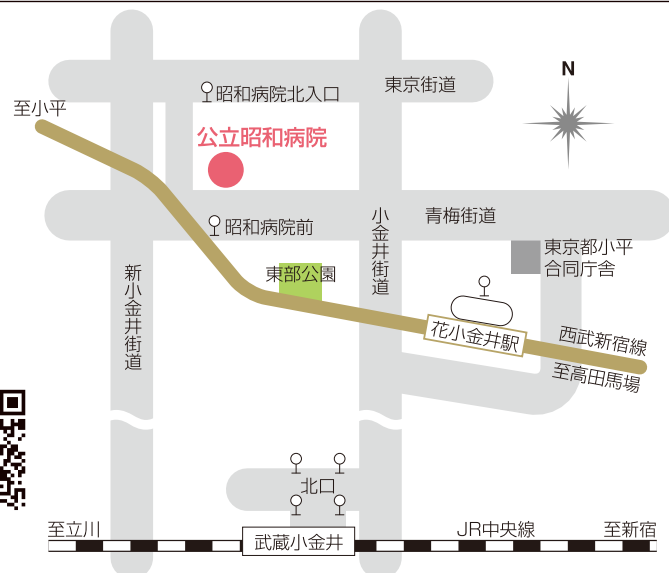 N
東京街道
昭和病院北入口
至小平
公立昭和病院
青梅街道
昭和病院前
小金井街道
東京都小平
合同庁舎
東部公園
新小金井街道
花小金井駅
西武新宿線
至高田馬場
北口
至立川
武蔵小金井
JR中央線
至新宿